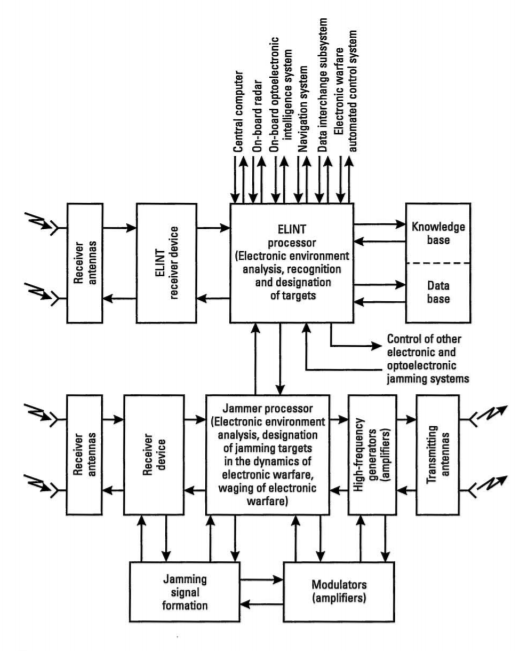 Central computer
On-board radar
On-board optoelectronic
intelligence system
Navigation system
Data interchange subsystem
Electronic warfare
automated control system
Receiver
antennas
ELINT
receiver device
ELINT
processor
(Electronic environment
analysis, recognition
and designation
of targets
Knowledge
base
Data
base
Control of other
electronic and
optoelectronic
jamming systems
Receiver
antennas
Receiver
device
Jammer processor
(Electronic environment
analysis, designation
of jamming targets
in the dynamics of
electronic warfare,
waging of electronic
warfare)
High-frequency
generators
(amplifiers)
Transmitting
antennas
Jamming
signal
formation
Modulators
(amplifiers)